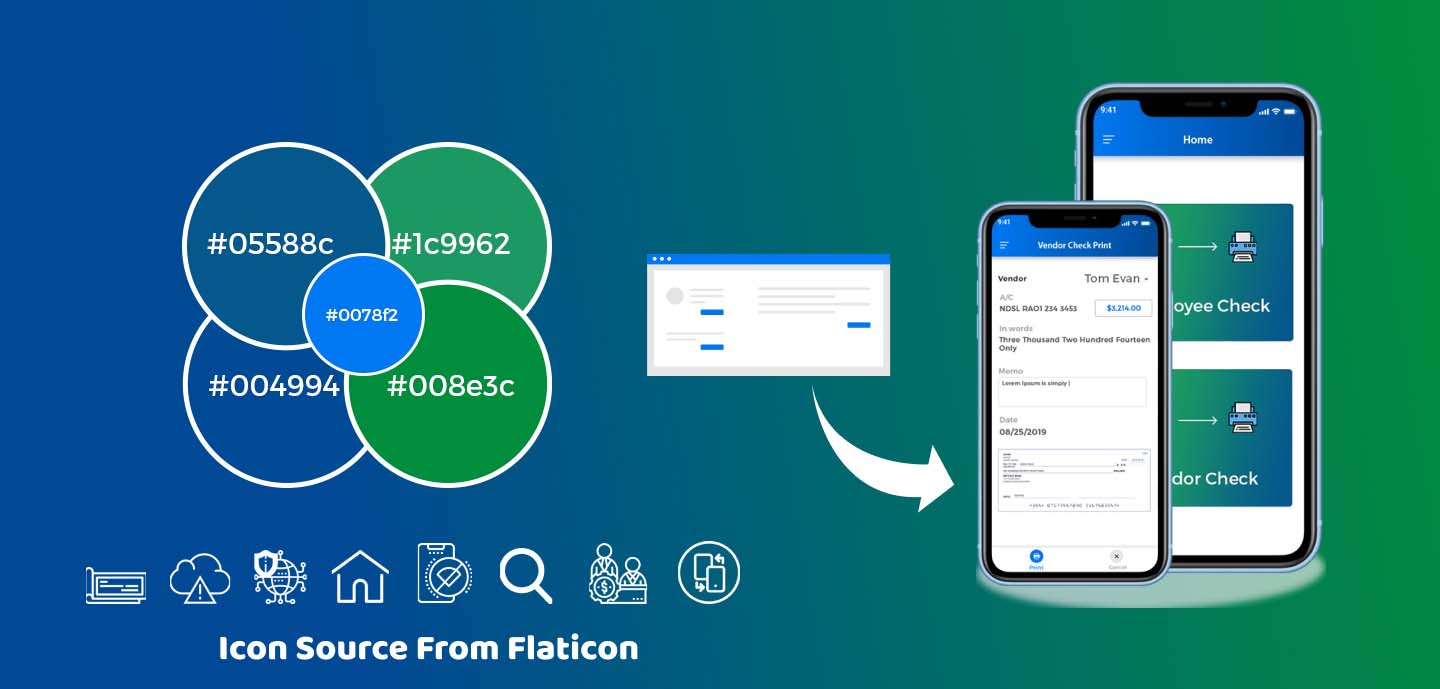 #05588c
#1c9962
#0078f2
#004994
#008e3c
Icon Source From Flaticon
9:41
Home
oyee Check
dor Check
9:41
Vendor Check Print
Vendor
Tom Evan
A/C
NDSL RAO1 234 3453
$3,214.00
In words
Three Thousand Two Hundred Fourteen
Only
Memo
Lorem Ipsum is simply |
Date
08/25/2019
Print
Cancel